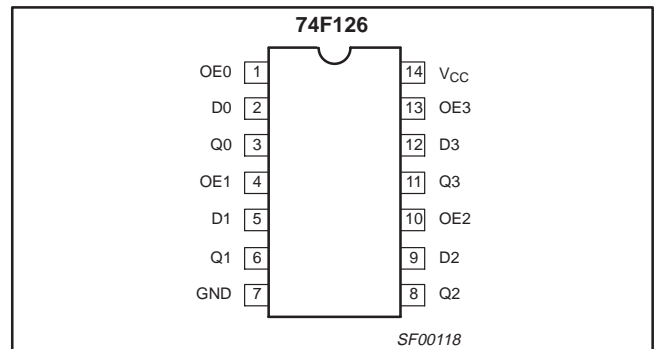 74F126
OE0 1 14 VCC
D0 2 13 OE3
Q0 3 12 D3
OE1 4 11 Q3
D1 5 10 OE2
Q1 6 9 D2
GND 7 8 Q2
SF00118